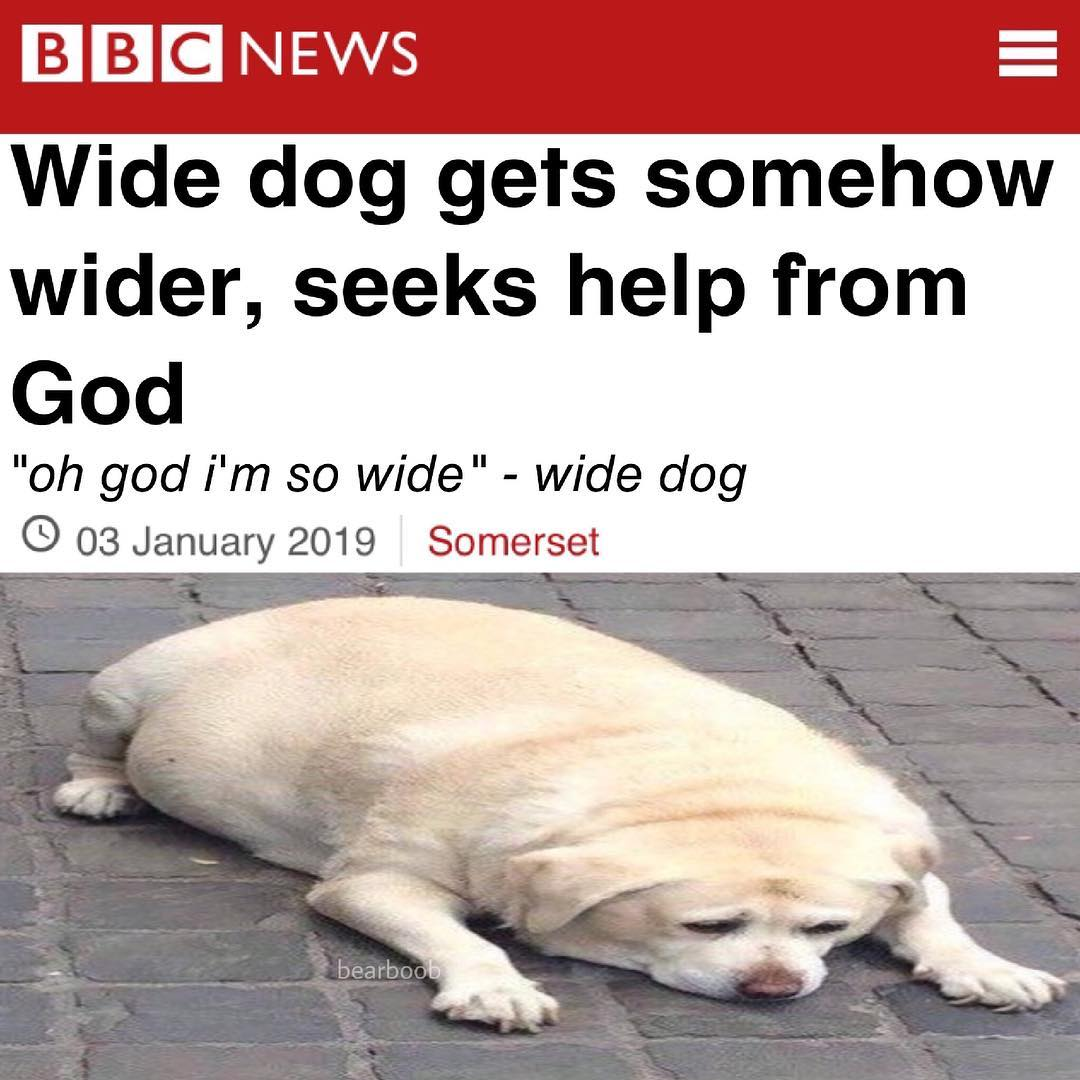 BBC NEWS
Wide dog gets somehow
wider, seeks help from
God
"oh god i'm so wide" - wide dog
03 January 2019 | Somerset
bearboob